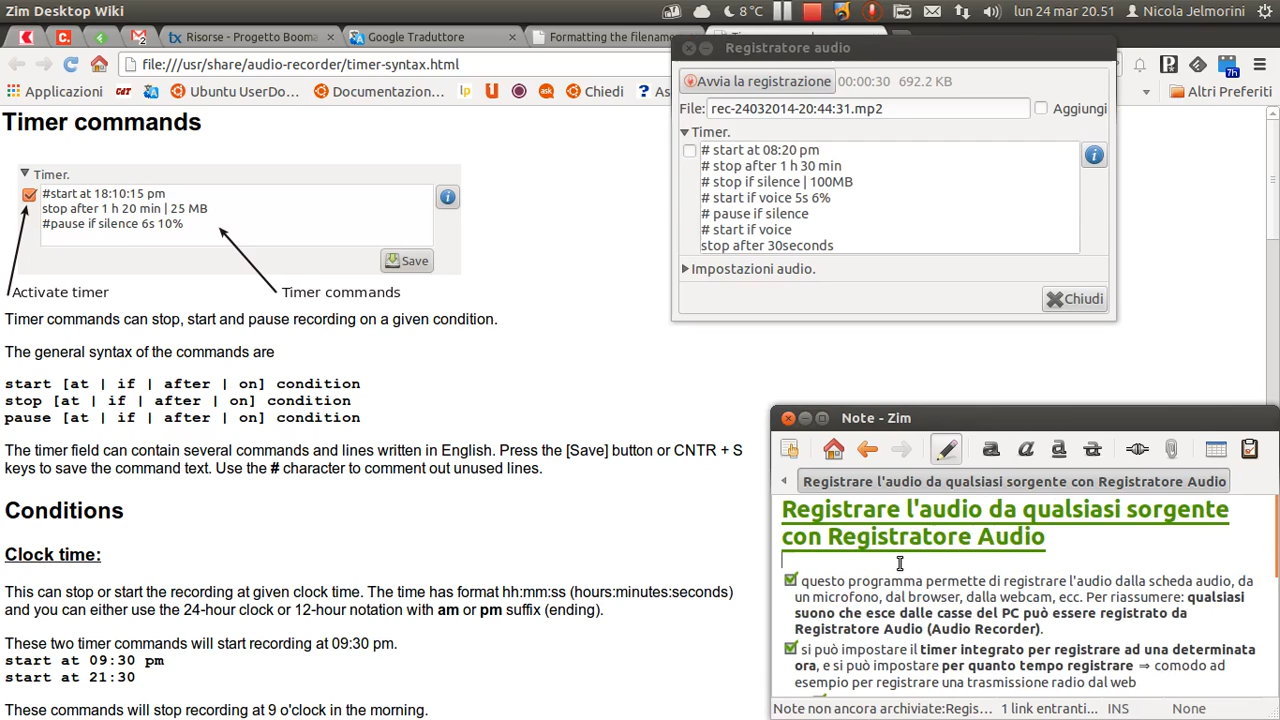 Zim Desktop Wiki
8 °C
lun 24 mar 20.51
Nicola Jelmorini
Risorse - Progetto Booma
Google Traduttore
Formatting the filenam
file:///usr/share/audio-recorder/timer-syntax.html
7h
Applicazioni
CAT
Ubuntu UserDo...
Documentazion...
lp
U
ask
Chiedi
? As
Altri Preferiti
Timer commands
Timer.
#start at 18:10:15 pm
stop after 1 h 20 min | 25 MB
#pause if silence 6s 10%
Save
Activate timer
Timer commands
Timer commands can stop, start and pause recording on a given condition.
The general syntax of the commands are
start [at | if | after | on] condition
stop [at | if | after | on] condition
pause [at | if | after | on] condition
The timer field can contain several commands and lines written in English. Press the [Save] button or CNTR + S
keys to save the command text. Use the # character to comment out unused lines.
Conditions
Clock time:
This can stop or start the recording at given clock time. The time has format hh:mm:ss (hours:minutes:seconds)
and you can either use the 24-hour clock or 12-hour notation with am or pm suffix (ending).
These two timer commands will start recording at 09:30 pm.
start at 09:30 pm
start at 21:30
These commands will stop recording at 9 o'clock in the morning.
Registratore audio
Avvia la registrazione
00:00:30 692.2 KB
File:
rec-24032014-20:44:31.mp2
Aggiungi
Timer.
# start at 08:20 pm
# stop after 1 h 30 min
# stop if silence | 100MB
# start if voice 5s 6%
# pause if silence
# start if voice
stop after 30seconds
Impostazioni audio.
Chiudi
Note - Zim
Registrare l'audio da qualsiasi sorgente con Registratore Audio
Registrare l'audio da qualsiasi sorgente
con Registratore Audio
questo programma permette di registrare l'audio dalla scheda audio, da
un microfono, dal browser, dalla webcam, ecc. Per riassumere: qualsiasi
suono che esce dalle casse del PC può essere registrato da
Registratore Audio (Audio Recorder).
si può impostare il timer integrato per registrare ad una determinata
ora, e si può impostare per quanto tempo registrare ⇒ comodo ad
esempio per registrare una trasmissione radio dal web
Note non ancora archiviate:Regis...
1 link entranti...
INS
None